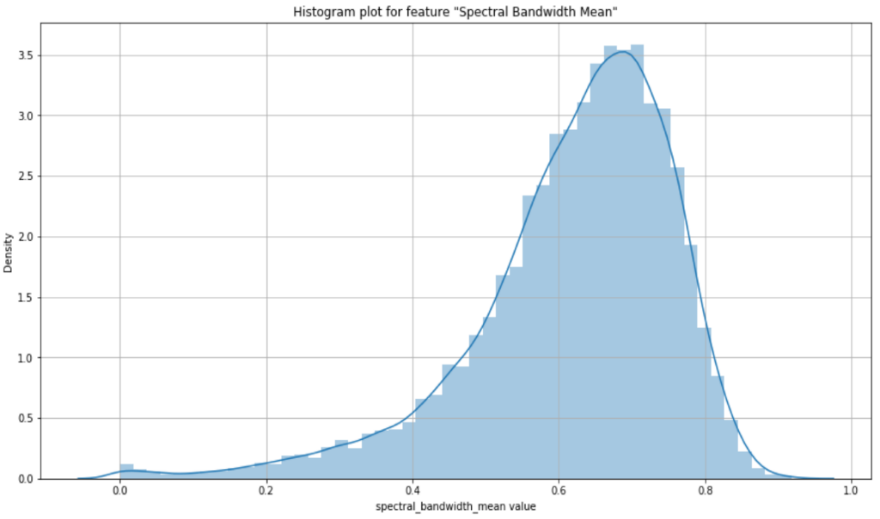 Histogram plot for feature "Spectral Bandwidth Mean"
3.5
3.0
2.5
2.0
1.5
1.0
0.5
0.0
Density
0.0 0.2 0.4 0.6 0.8 1.0
spectral_bandwidth_mean value